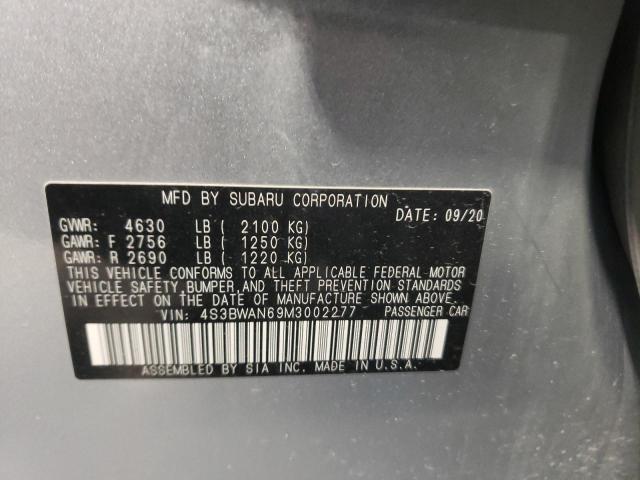 MFD BY SUBARU CORPORATION
DATE: 09/20
GVWR: 4630 LB ( 2100 KG)
GAWR: F 2756 LB ( 1250 KG)
GAWR: R 2690 LB ( 1220 KG)
THIS VEHICLE CONFORMS TO ALL APPLICABLE FEDERAL MOTOR
VEHICLE SAFETY, BUMPER, AND THEFT PREVENTION STANDARDS
IN EFFECT ON THE DATE OF MANUFACTURE SHOWN ABOVE.
VIN: 4S3BWAN69M3002277 PASSENGER CAR
ASSEMBLED BY SIA INC. MADE IN U.S.A.